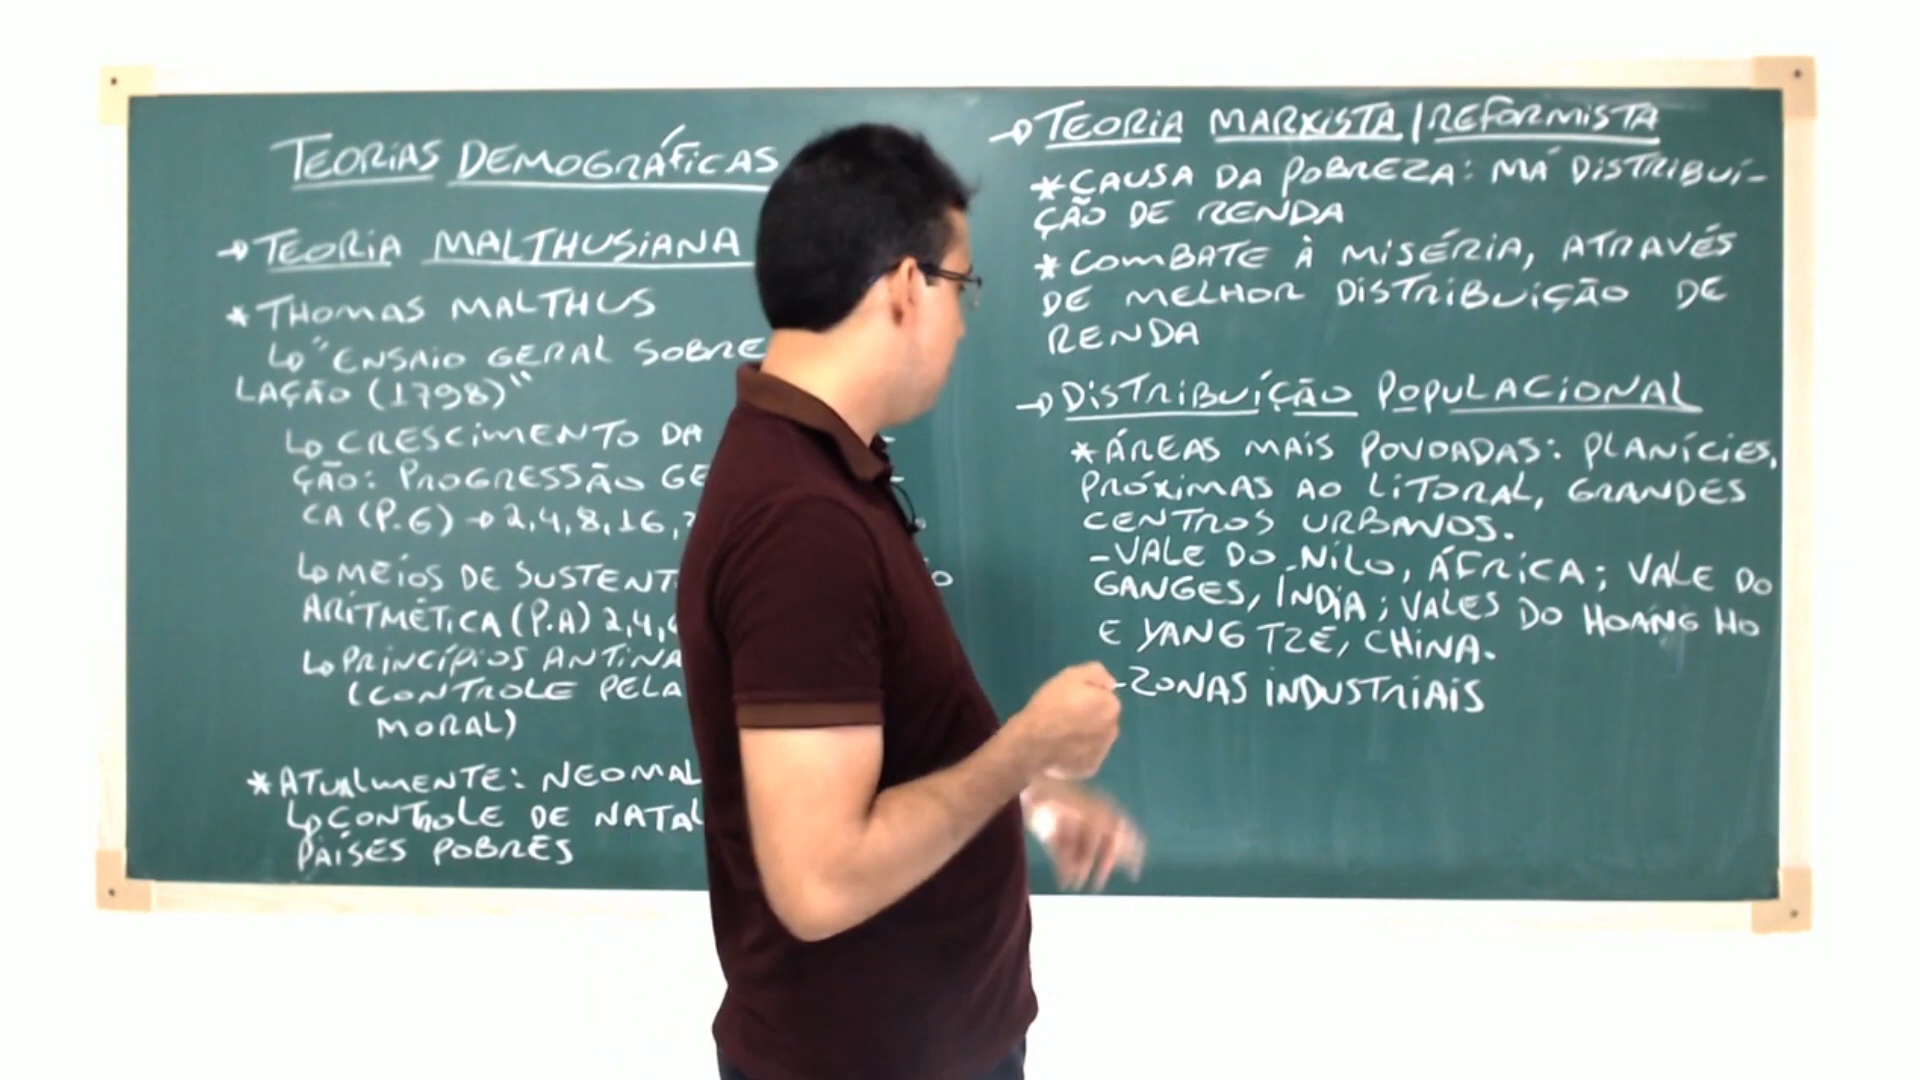 TEORIAS DEMOGRÁFICAS
→ TEORIA MALTHUSIANA
* THOMAS MALTHUS
↳ "ENSAIO GERAL SOBRE
LAÇÃO (1798)"
↳ CRESCIMENTO DA
ÇÃO: PROGRESSÃO GE
CA (P.G) → 2,4,8,16,
↳ MEIOS DE SUSTENT
ARITMÉTICA (P.A) 2,4,
↳ PRINCÍPIOS ANTINA
(CONTROLE PELA
MORAL)
* ATUALMENTE: NEOMAL
↳ CONTROLE DE NATAL
PAÍSES POBRES
→ TEORIA MARXISTA/REFORMISTA
* CAUSA DA POBREZA: MÁ DISTRIBUÍ-
ÇÃO DE RENDA
* COMBATE À MISÉRIA, ATRAVÉS
DE MELHOR DISTRIBUIÇÃO DE
RENDA
→ DISTRIBUÍÇÃO POPULACIONAL
* ÁREAS MAIS POVOADAS: PLANÍCIES,
PRÓXIMAS AO LITORAL, GRANDES
CENTROS URBANOS.
- VALE DO NILO, ÁFRICA; VALE DO
GANGES, ÍNDIA; VALES DO HOANG HO
E YANG TZE, CHINA.
- ZONAS INDUSTRIAIS